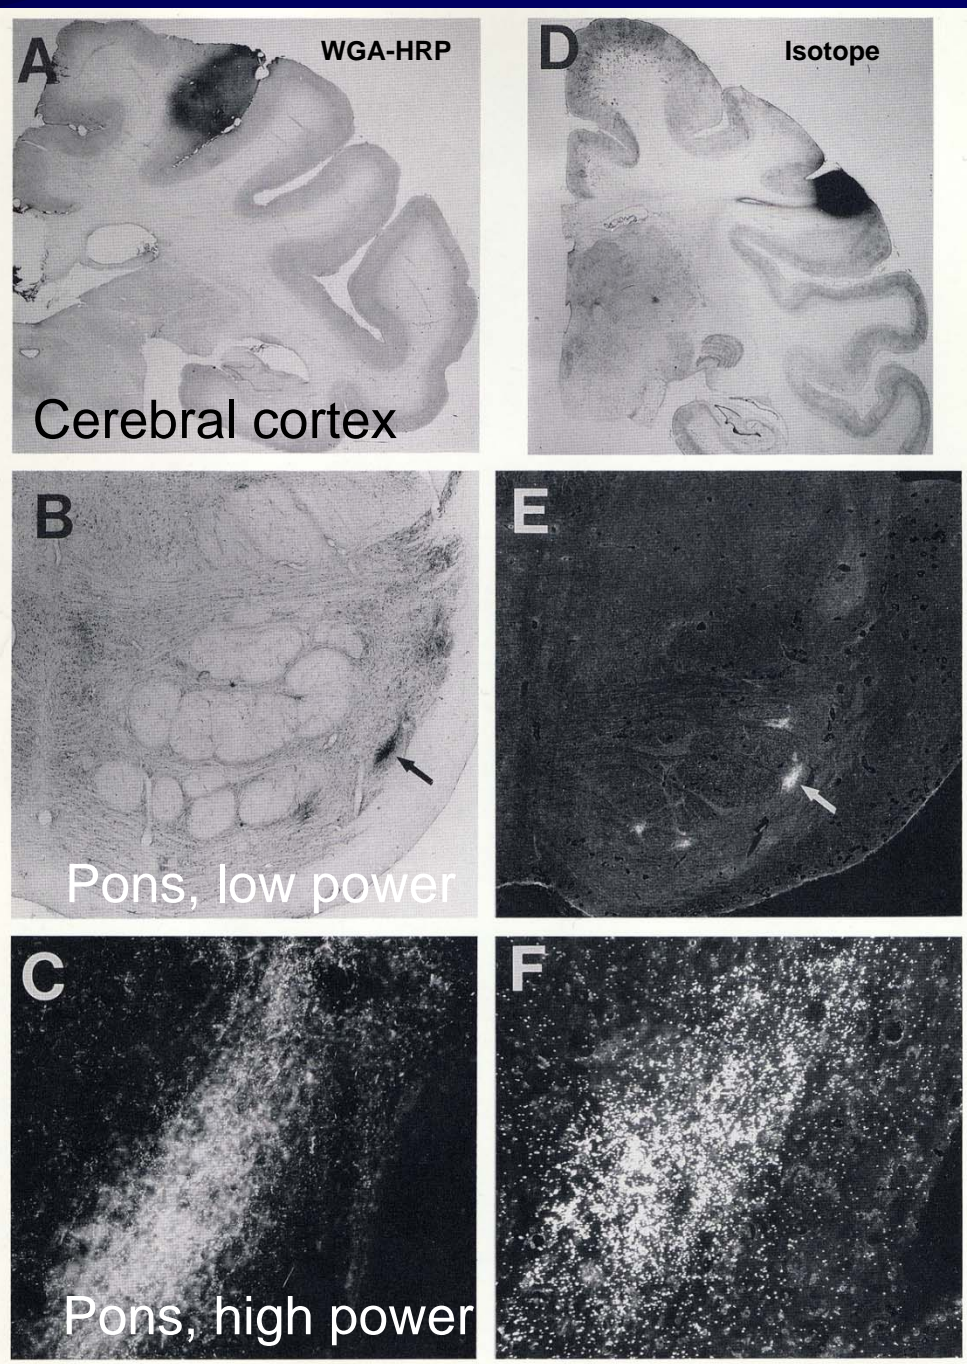 A
WGA-HRP
D
Isotope
Cerebral cortex
B
E
Pons, low power
C
F
Pons, high power